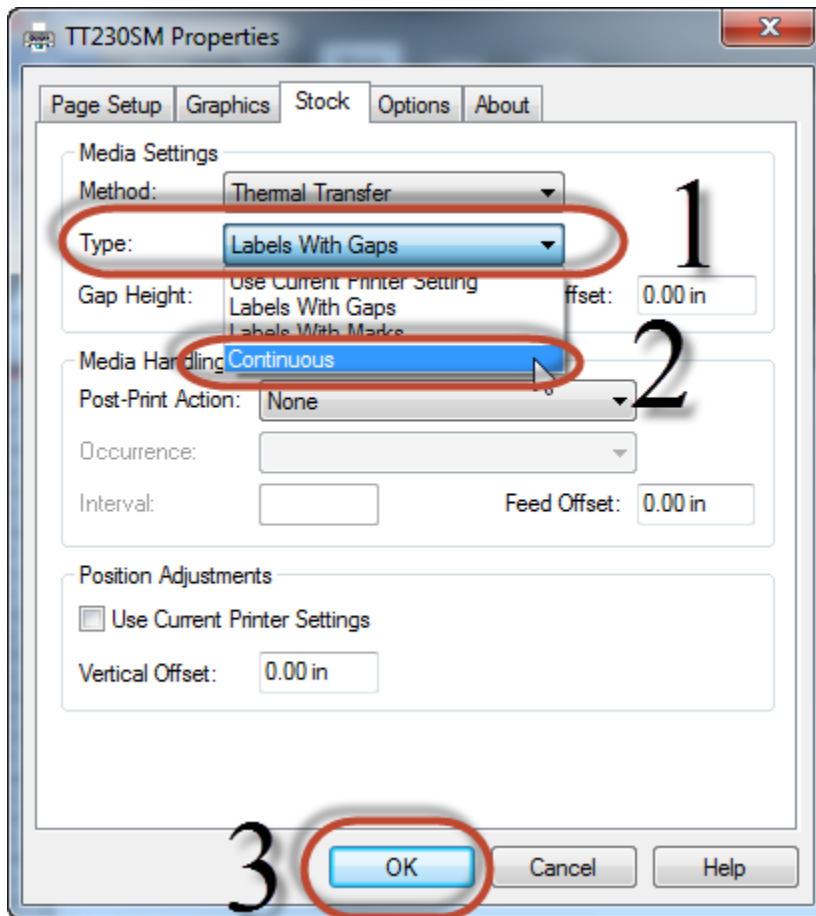 TT230SM Properties
Page Setup Graphics Stock Options About
Media Settings
Method: Thermal Transfer
1
Type: Labels With Gaps
Use Current Printer Setting
Gap Height: ffset: 0.00 in
Labels With Gaps
Labels With Marks
2
Media Handling Continuous
Post-Print Action: None
Occurrence:
Interval: Feed Offset: 0.00 in
Position Adjustments
Use Current Printer Settings
Vertical Offset: 0.00 in
3
OK Cancel Help